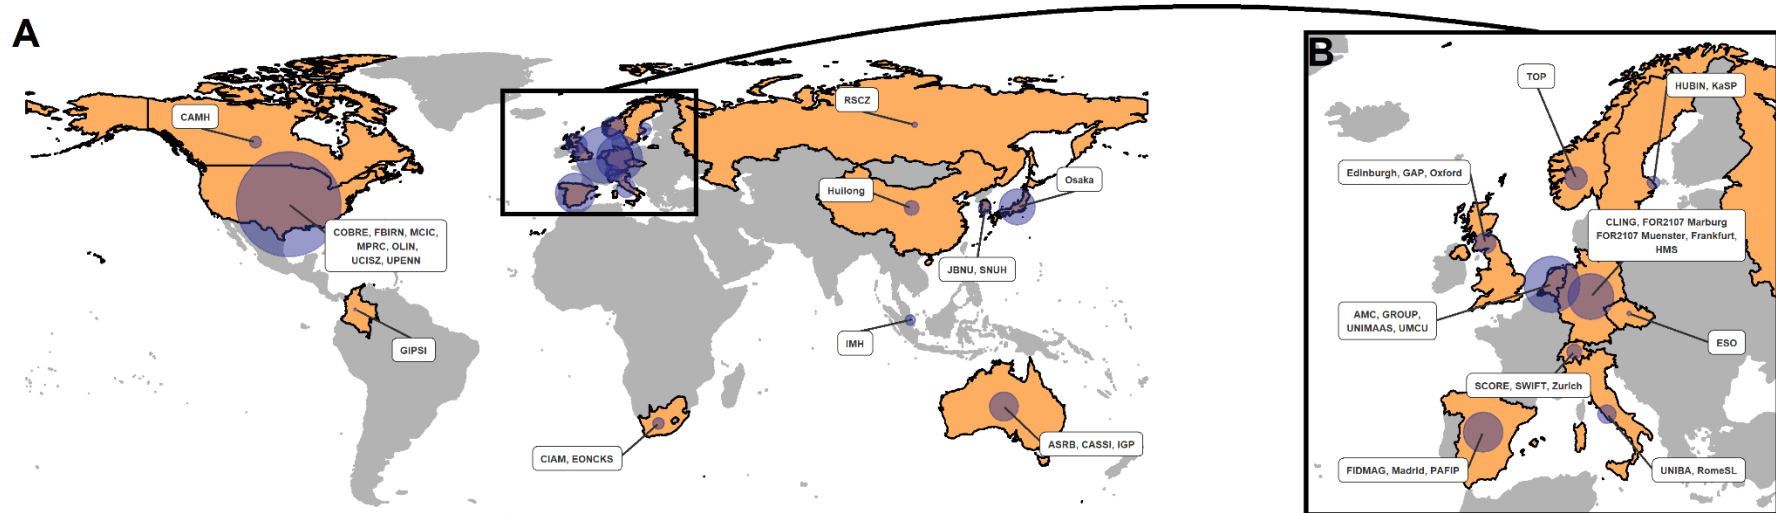 A
CAMH
COBRE, FBIRN, MCIC,
MPRC, OLIN,
UCISZ, UPENN
GIPSI
RSCZ
Huilong
Osaka
JBNU, SNUH
IMH
CIAM, EONCKS
ASRB, CASSI, IGP
B
TOP
HUBIN, KaSP
Edinburgh, GAP, Oxford
CLING, FOR2107 Marburg
FOR2107 Muenster, Frankfurt,
HMS
AMC, GROUP,
UNIMAAS, UMCU
ESO
SCORE, SWIFT, Zurich
FIDMAG, Madrid, PAFIP
UNIBA, RomeSL